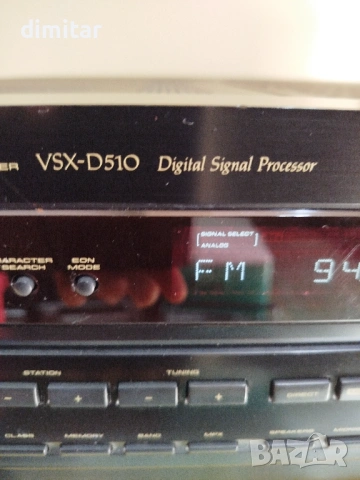 dimitar
VSX-D510 Digital Signal Processor
SIGNAL SELECT
ANALOG
CHARACTER SEARCH
EON MODE
FM 94
STATION
TUNING
- + - +
DIRECT
CLASS MEMORY BAND MPX SPEAKERS
BAZAR